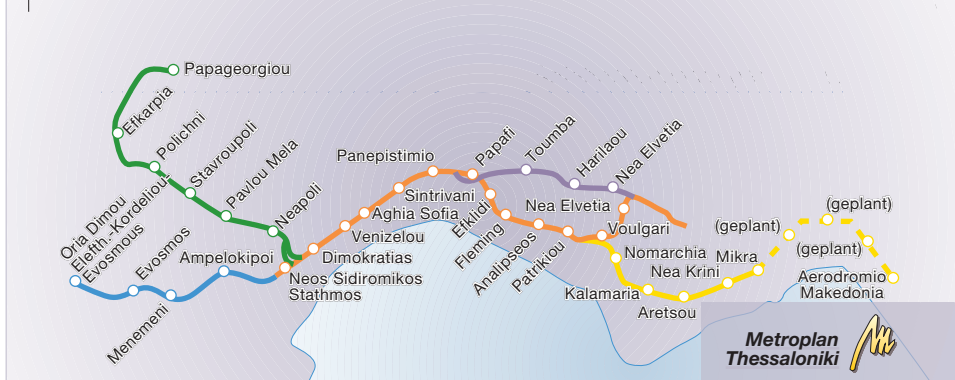 Papageorgiou
Efkarpia
Polichni
Stavroupoli
Pavlou Mela
Neapoli
Oria Dimou
Elefth.-Kordeliou-
Evosmous
Evosmos
Menemeni
Ampelokipoi
Neos Sidiromikos
Stathmos
Dimokratias
Venizelou
Aghia Sofia
Sintrivani
Panepistimio
Papafi
Toumba
Harilaou
Nea Elvetia
Efklidi
Fleming
Analipseos
Patrikiou
Nea Elvetia
Voulgari
Nomarchia
Kalamaria
Aretsou
Nea Krini
Mikra
(geplant)
(geplant)
(geplant)
Aerodromio
Makedonia
Metroplan
Thessaloniki